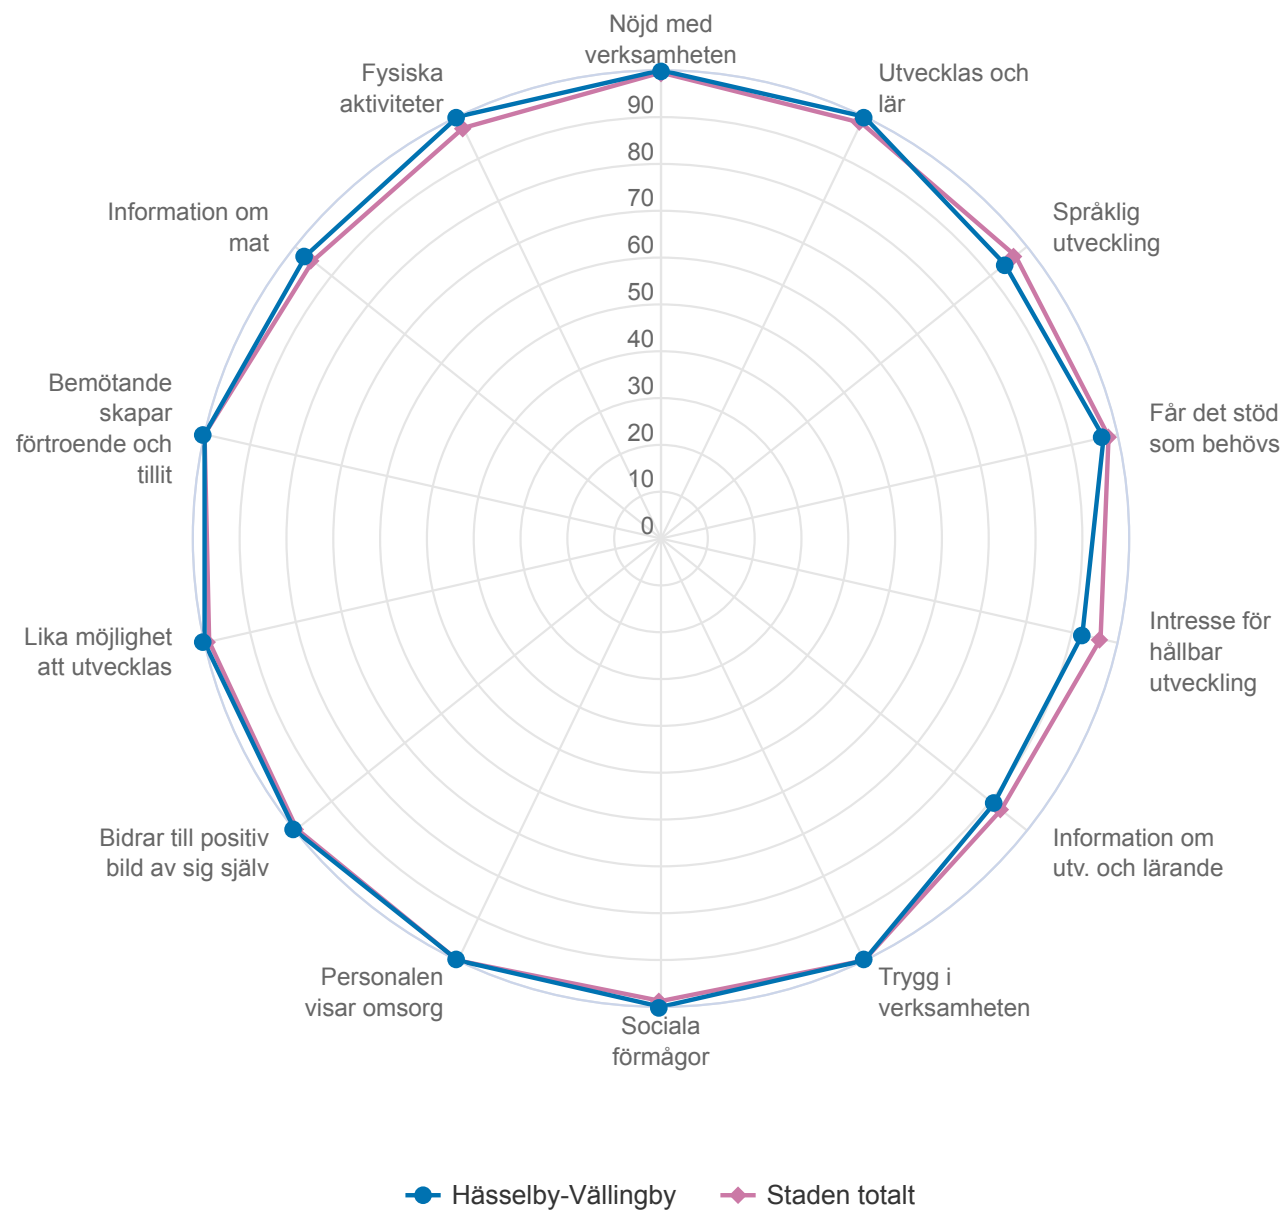 Nöjd med
verksamheten
Utvecklas och
lär
Språklig
utveckling
Får det stöd
som behövs
Intresse för
hållbar
utveckling
Information om
utv. och lärande
Trygg i
verksamheten
Sociala
förmågor
Personalen
visar omsorg
Bidrar till positiv
bild av sig själv
Lika möjlighet
att utvecklas
Bemötande
skapar
förtroende och
tillit
Information om
mat
Fysiska
aktiviteter
90
80
70
60
50
40
30
20
10
0
Hässelby-Vällingby
Staden totalt